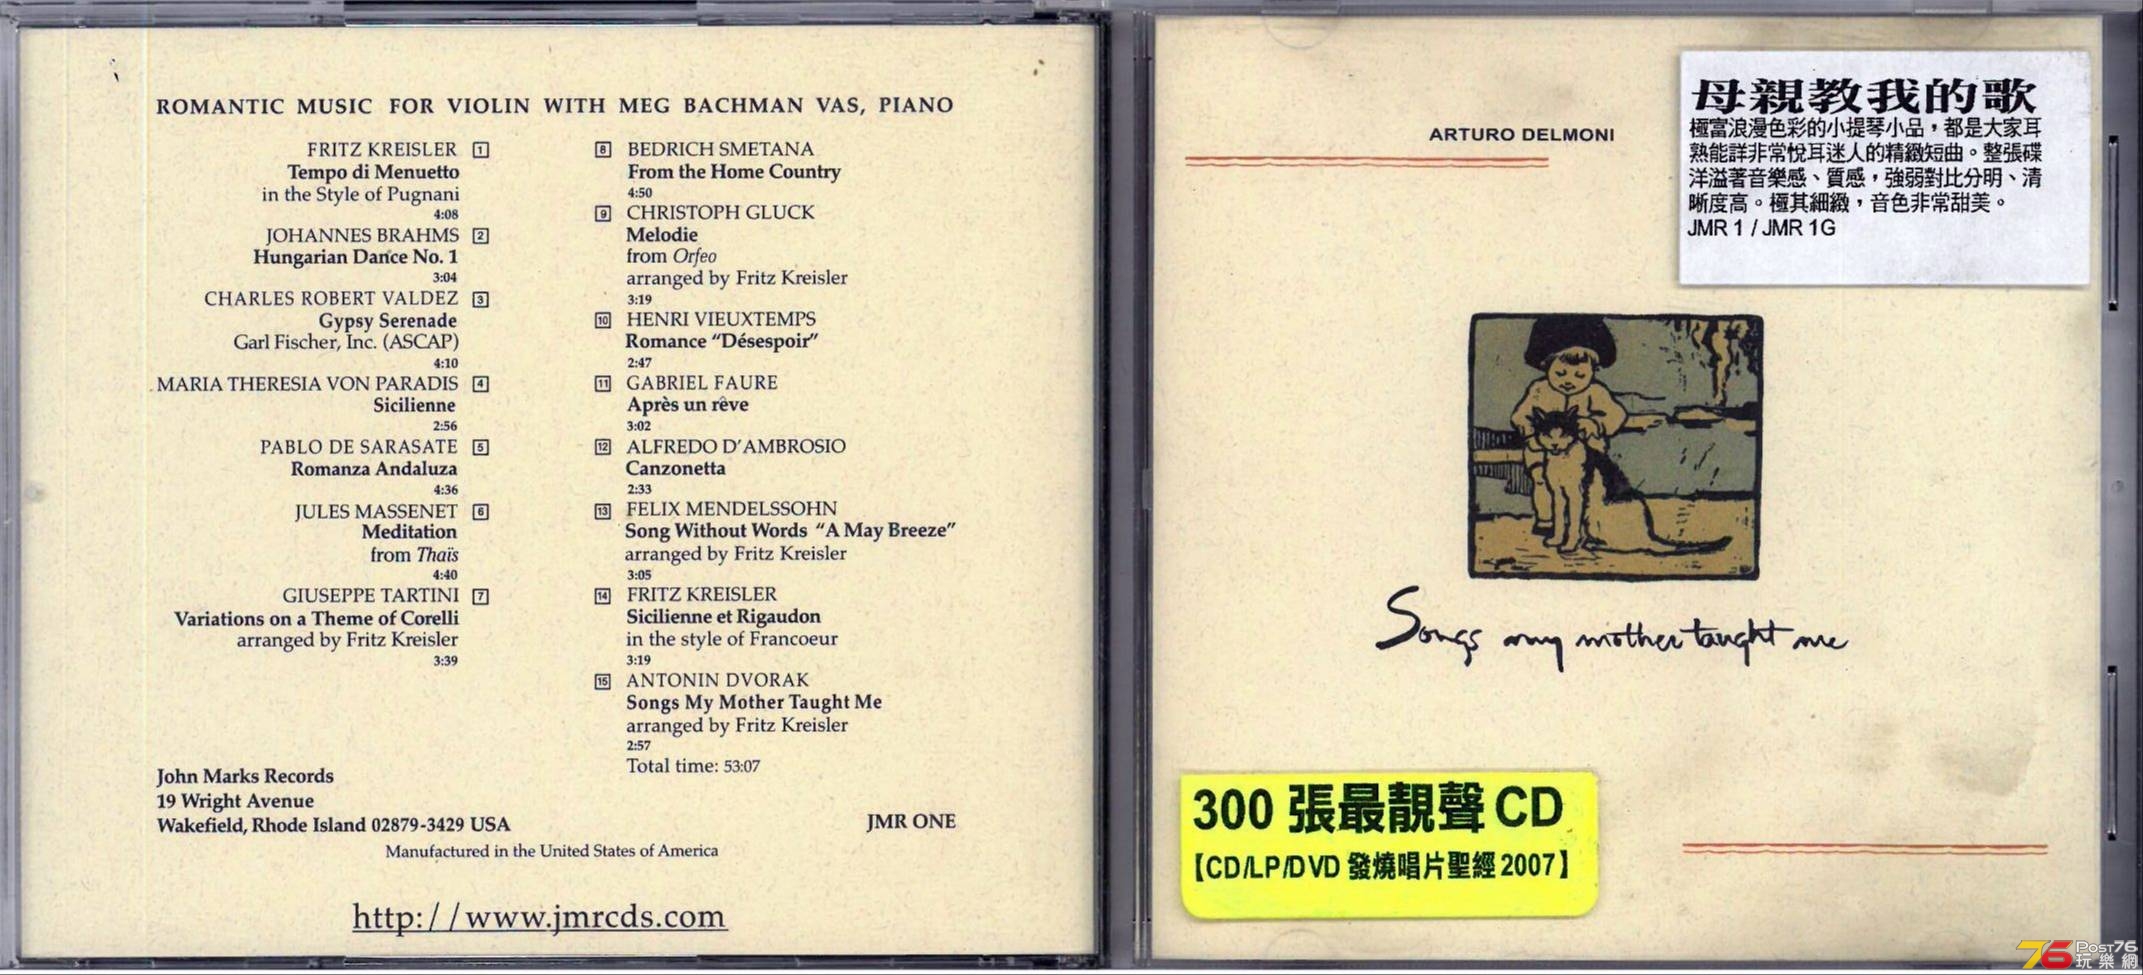 ROMANTIC MUSIC FOR VIOLIN WITH MEG BACHMAN VAS, PIANO
FRITZ KREISLER 1
Tempo di Menuetto
in the Style of Pugnani
4:08
JOHANNES BRAHMS 2
Hungarian Dance No. 1
3:04
CHARLES ROBERT VALDEZ 3
Gypsy Serenade
Garl Fischer, Inc. (ASCAP)
4:10
MARIA THERESIA VON PARADIS 4
Sicilienne
2:56
PABLO DE SARASATE 5
Romanza Andaluza
4:36
JULES MASSENET 6
Meditation
from Thaïs
4:40
GIUSEPPE TARTINI 7
Variations on a Theme of Corelli
arranged by Fritz Kreisler
3:39
8 BEDRICH SMETANA
From the Home Country
4:50
9 CHRISTOPH GLUCK
Melodie
from Orfeo
arranged by Fritz Kreisler
3:19
10 HENRI VIEUXTEMPS
Romance “Désespoir”
2:47
11 GABRIEL FAURE
Après un rêve
3:02
12 ALFREDO D’AMBROSIO
Canzonetta
2:33
13 FELIX MENDELSSOHN
Song Without Words “A May Breeze”
arranged by Fritz Kreisler
3:05
14 FRITZ KREISLER
Sicilienne et Rigaudon
in the style of Francoeur
3:19
15 ANTONIN DVORAK
Songs My Mother Taught Me
arranged by Fritz Kreisler
2:57
Total time: 53:07
John Marks Records
19 Wright Avenue
Wakefield, Rhode Island 02879-3429 USA
JMR ONE
Manufactured in the United States of America
http://www.jmrcds.com
ARTURO DELMONI
母親教我的歌
極富浪漫色彩的小提琴小品，都是大家耳
熟能詳非常悅耳迷人的精緻短曲。整張碟
洋溢著音樂感、質感，強弱對比分明、清
晰度高。極其細緻，音色非常甜美。
JMR 1 / JMR 1G
Songs my mother taught me
300 張最靚聲 CD
【CD/LP/DVD 發燒唱片聖經 2007】
76 Post76
玩樂網